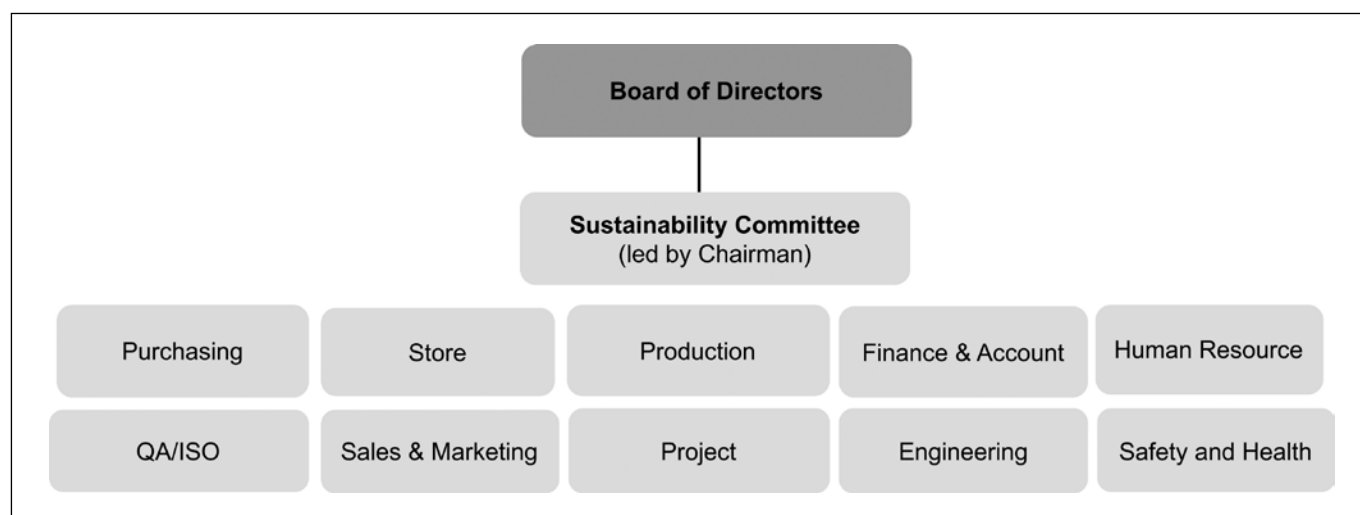 Board of Directors
Sustainability Committee
(led by Chairman)
Purchasing
Store
Production
Finance & Account
Human Resource
QA/ISO
Sales & Marketing
Project
Engineering
Safety and Health